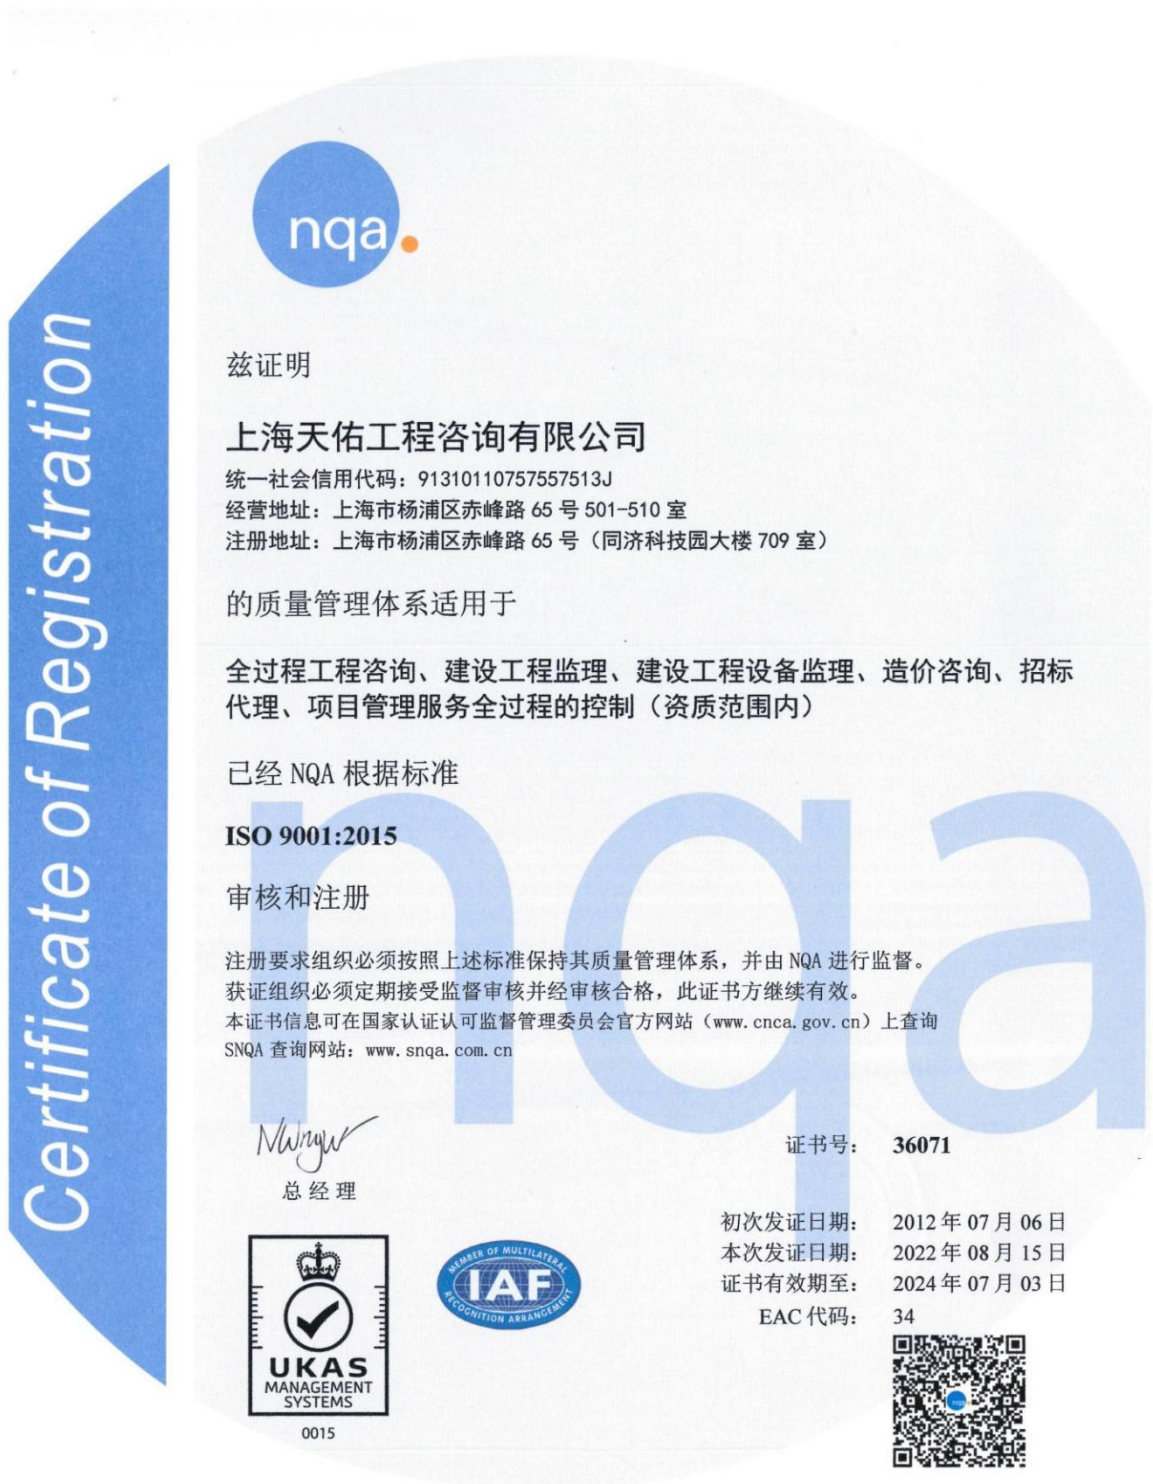 Certificate of Registration
nqa.
兹证明
上海天佑工程咨询有限公司
统一社会信用代码：91310110757557513J
经营地址：上海市杨浦区赤峰路 65 号 501-510 室
注册地址：上海市杨浦区赤峰路 65 号（同济科技园大楼 709 室）
的质量管理体系适用于
全过程工程咨询、建设工程监理、建设工程设备监理、造价咨询、招标
代理、项目管理服务全过程的控制（资质范围内）
已经 NQA 根据标准
ISO 9001:2015
审核和注册
nqa
注册要求组织必须按照上述标准保持其质量管理体系，并由 NQA 进行监督。
获证组织必须定期接受监督审核并经审核合格，此证书方继续有效。
本证书信息可在国家认证认可监督管理委员会官方网站（www.cnca.gov.cn）上查询
SNQA 查询网站：www.snqa.com.cn
总 经 理
证书号： 36071
初次发证日期： 2012 年 07 月 06 日
本次发证日期： 2022 年 08 月 15 日
证书有效期至： 2024 年 07 月 03 日
EAC 代码： 34
UKAS
MANAGEMENT
SYSTEMS
0015
MEMBER OF MULTILATERAL
IAF
RECOGNITION ARRANGEMENT
nqa.